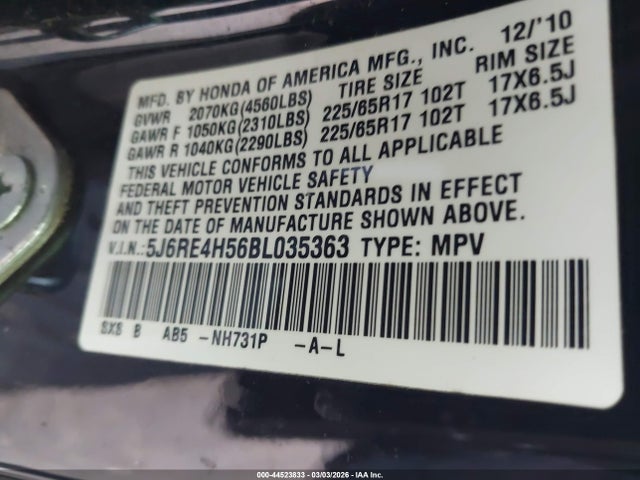 MFD. BY HONDA OF AMERICA MFG., INC. 12/'10
GVWR 2070KG(4560LBS) TIRE SIZE RIM SIZE
GAWR F 1050KG(2310LBS) 225/65R17 102T 17X6.5J
GAWR R 1040KG(2290LBS) 225/65R17 102T 17X6.5J
THIS VEHICLE CONFORMS TO ALL APPLICABLE
FEDERAL MOTOR VEHICLE SAFETY
AND THEFT PREVENTION STANDARDS IN EFFECT
ON THE DATE OF MANUFACTURE SHOWN ABOVE.
V.I.N.:5J6RE4H56BL035363 TYPE: MPV
SXS B AB5 -NH731P -A-L
000-44523833 | 03/03/2026 | IAA Inc.